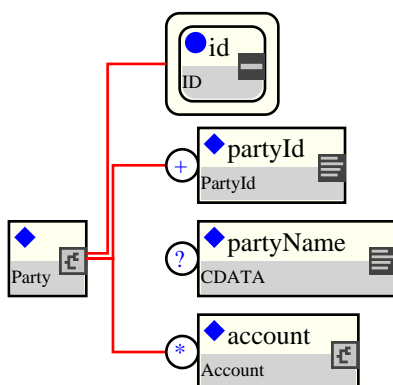 id
ID
+
partyId
PartyId
Party
?
partyName
CDATA
*
account
Account